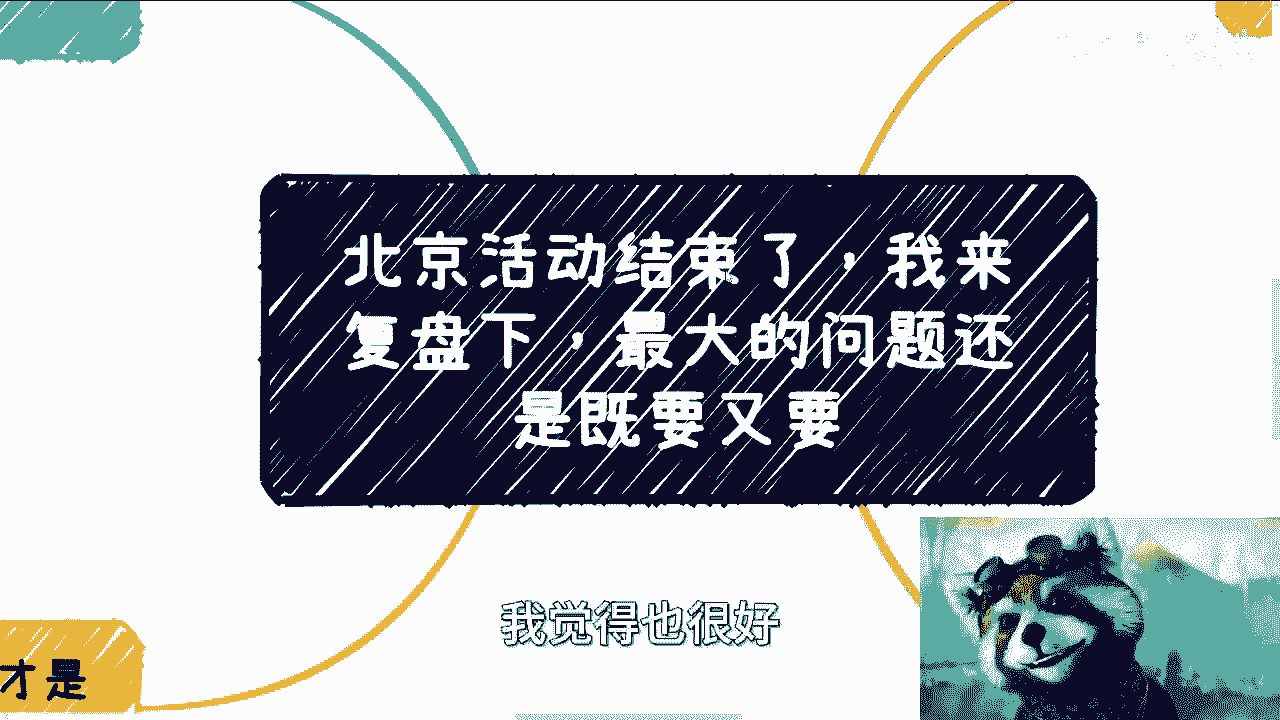 北京活动结束了，我来
复盘下，最大的问题还
是既要又要
我觉得也很好
才是